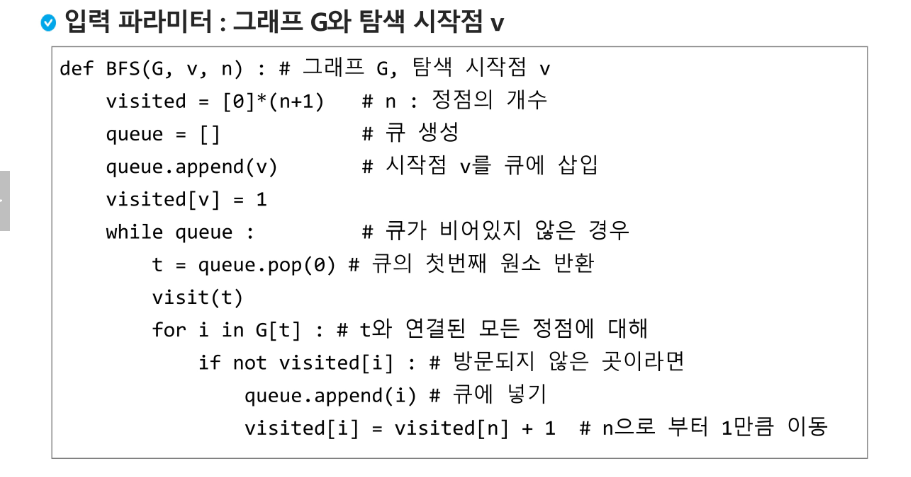 입력 파라미터 : 그래프 G와 탐색 시작점 v
def BFS(G, v, n) : # 그래프 G, 탐색 시작점 v
    visited = [0]*(n+1)   # n : 정점의 개수
    queue = []            # 큐 생성
    queue.append(v)       # 시작점 v를 큐에 삽입
    visited[v] = 1
    while queue :         # 큐가 비어있지 않은 경우
        t = queue.pop(0) # 큐의 첫번째 원소 반환
        visit(t)
        for i in G[t] : # t와 연결된 모든 정점에 대해
            if not visited[i] : # 방문되지 않은 곳이라면
                queue.append(i) # 큐에 넣기
                visited[i] = visited[n] + 1  # n으로 부터 1만큼 이동